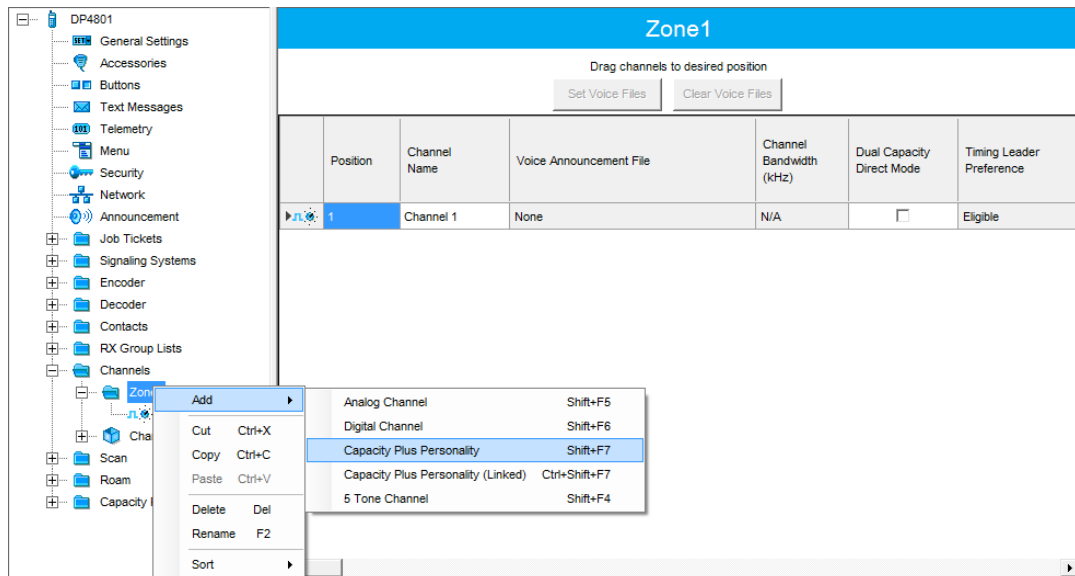 DP4801
General Settings
Accessories
Buttons
Text Messages
Telemetry
Menu
Security
Network
Announcement
Job Tickets
Signaling Systems
Encoder
Decoder
Contacts
RX Group Lists
Channels
Zon
Cha
Scan
Roam
Capacity
Zone1
Drag channels to desired position
Set Voice Files Clear Voice Files
Position
Channel
Name
Voice Announcement File
Channel
Bandwidth
(kHz)
Dual Capacity
Direct Mode
Timing Leader
Preference
1 Channel 1 None N/A Eligible
Add
Cut Ctrl+X
Copy Ctrl+C
Paste Ctrl+V
Delete Del
Rename F2
Sort
Analog Channel Shift+F5
Digital Channel Shift+F6
Capacity Plus Personality Shift+F7
Capacity Plus Personality (Linked) Ctrl+Shift+F7
5 Tone Channel Shift+F4